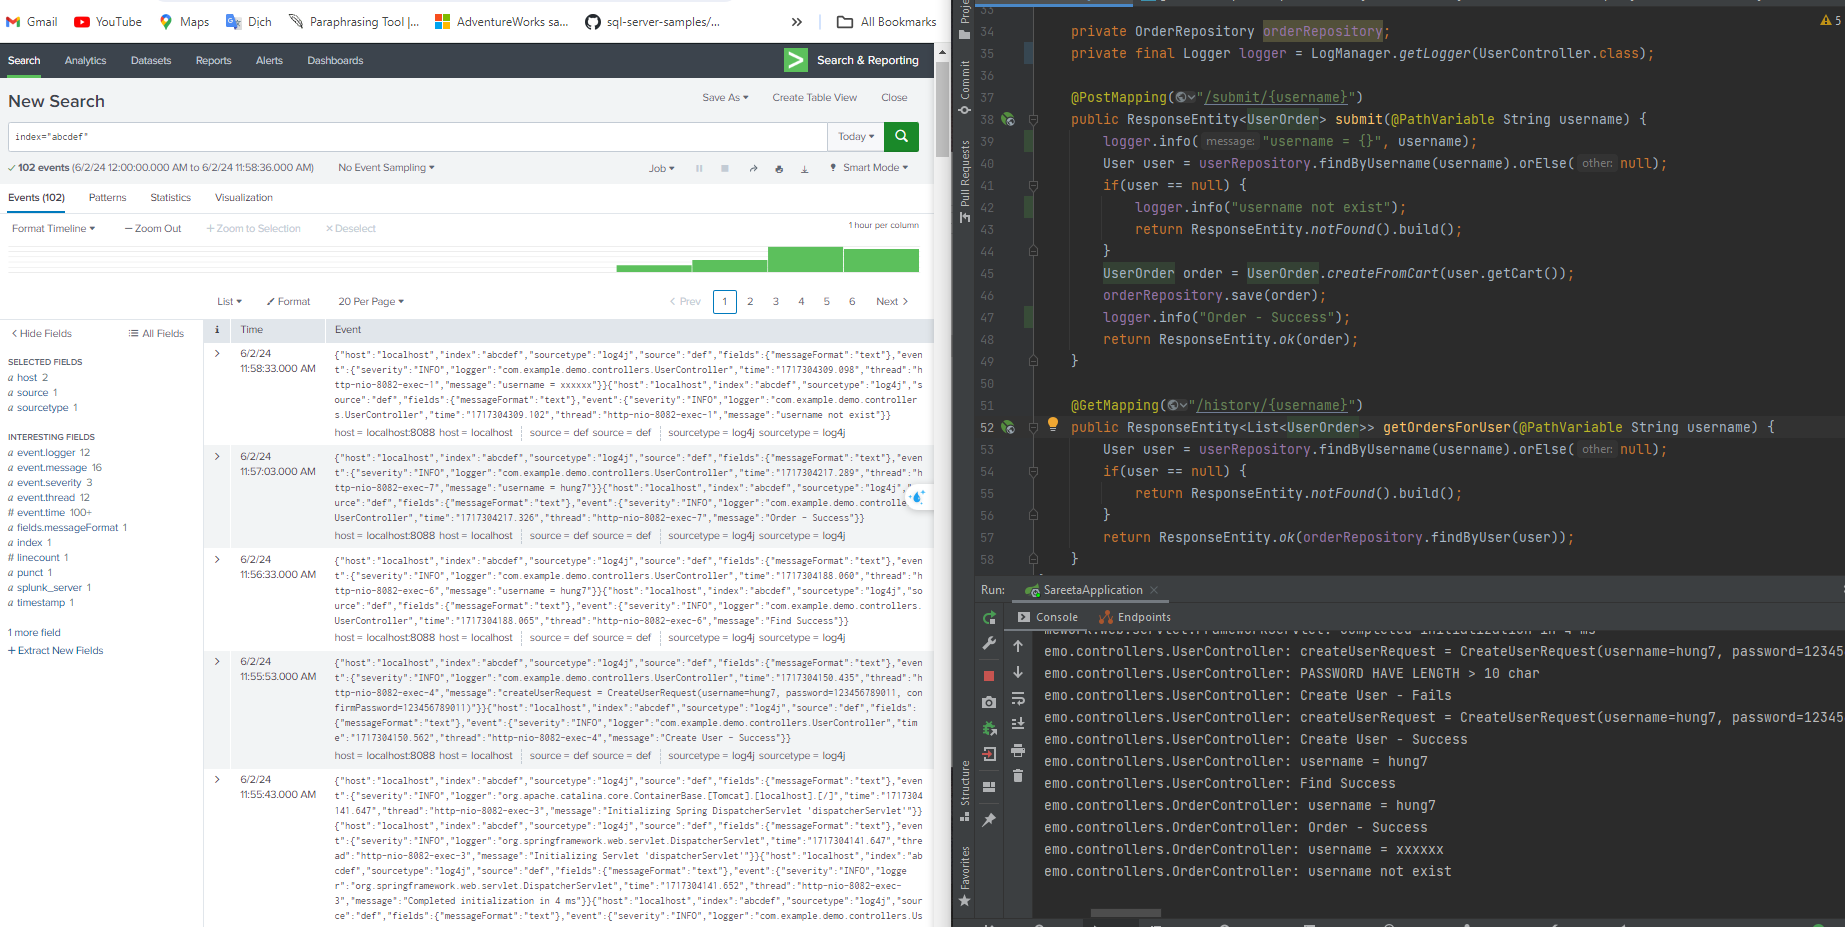 Gmail YouTube Maps Dịch Paraphrasing Tool |... AdventureWorks sa... sql-server-samples/... » All Bookmarks
Search Analytics Datasets Reports Alerts Dashboards > Search & Reporting
New Search
Save As ▾ Create Table View Close
index="abcdef"
Today ▾
✓ 102 events (6/2/24 12:00:00.000 AM to 6/2/24 11:58:36.000 AM) No Event Sampling ▾ Job ▾ Smart Mode ▾
Events (102) Patterns Statistics Visualization
Format Timeline ▾ — Zoom Out + Zoom to Selection × Deselect
1 hour per column
List ▾ Format 20 Per Page ▾ < Prev 1 2 3 4 5 6 Next >
< Hide Fields All Fields
SELECTED FIELDS
a host 2
a source 1
a sourcetype 1
INTERESTING FIELDS
a event.logger 12
a event.message 16
a event.severity 3
a event.thread 12
# event.time 100+
a fields.messageFormat 1
a index 1
# linecount 1
a punct 1
a splunk_server 1
a timestamp 1
1 more field
+ Extract New Fields
i Time Event
> 6/2/24
11:58:33.000 AM
{"host":"localhost","index":"abcdef","sourcetype":"log4j","source":"def","fields":{"messageFormat":"text"},"even
t":{"severity":"INFO","logger":"com.example.demo.controllers.UserController","time":"1717304309.098","thread":"h
ttp-nio-8082-exec-1","message":"username = xxxxxx"}}{"host":"localhost","index":"abcdef","sourcetype":"log4j","s
ource":"def","fields":{"messageFormat":"text"},"event":{"severity":"INFO","logger":"com.example.demo.controller
s.UserController","time":"1717304309.102","thread":"http-nio-8082-exec-1","message":"username not exist"}}
host = localhost:8088 host = localhost source = def source = def sourcetype = log4j sourcetype = log4j
> 6/2/24
11:57:03.000 AM
{"host":"localhost","index":"abcdef","sourcetype":"log4j","source":"def","fields":{"messageFormat":"text"},"even
t":{"severity":"INFO","logger":"com.example.demo.controllers.UserController","time":"1717304217.289","thread":"h
ttp-nio-8082-exec-7","message":"username = hung7"}}{"host":"localhost","index":"abcdef","sourcetype":"log4j","
urce":"def","fields":{"messageFormat":"text"},"event":{"severity":"INFO","logger":"com.example.demo.controlle
UserController","time":"1717304217.326","thread":"http-nio-8082-exec-7","message":"Order - Success"}}
host = localhost:8088 host = localhost source = def source = def sourcetype = log4j sourcetype = log4j
> 6/2/24
11:56:33.000 AM
{"host":"localhost","index":"abcdef","sourcetype":"log4j","source":"def","fields":{"messageFormat":"text"},"even
t":{"severity":"INFO","logger":"com.example.demo.controllers.UserController","time":"1717304188.060","thread":"h
ttp-nio-8082-exec-6","message":"username = hung7"}}{"host":"localhost","index":"abcdef","sourcetype":"log4j","so
urce":"def","fields":{"messageFormat":"text"},"event":{"severity":"INFO","logger":"com.example.demo.controllers.
UserController","time":"1717304188.065","thread":"http-nio-8082-exec-6","message":"Find Success"}}
host = localhost:8088 host = localhost source = def source = def sourcetype = log4j sourcetype = log4j
> 6/2/24
11:55:53.000 AM
{"host":"localhost","index":"abcdef","sourcetype":"log4j","source":"def","fields":{"messageFormat":"text"},"even
t":{"severity":"INFO","logger":"com.example.demo.controllers.UserController","time":"1717304150.435","thread":"h
ttp-nio-8082-exec-4","message":"createUserRequest = CreateUserRequest(username=hung7, password=123456789011, con
firmPassword=123456789011)"}}{"host":"localhost","index":"abcdef","sourcetype":"log4j","source":"def","fields":
{"messageFormat":"text"},"event":{"severity":"INFO","logger":"com.example.demo.controllers.UserController","tim
e":"1717304150.562","thread":"http-nio-8082-exec-4","message":"Create User - Success"}}
host = localhost:8088 host = localhost source = def source = def sourcetype = log4j sourcetype = log4j
> 6/2/24
11:55:43.000 AM
{"host":"localhost","index":"abcdef","sourcetype":"log4j","source":"def","fields":{"messageFormat":"text"},"even
t":{"severity":"INFO","logger":"org.apache.catalina.core.ContainerBase.[Tomcat].[localhost].[/]","time":"1717304
141.647","thread":"http-nio-8082-exec-3","message":"Initializing Spring DispatcherServlet 'dispatcherServlet'"}}
{"host":"localhost","index":"abcdef","sourcetype":"log4j","source":"def","fields":{"messageFormat":"text"},"even
t":{"severity":"INFO","logger":"org.springframework.web.servlet.DispatcherServlet","time":"1717304141.647","thre
ad":"http-nio-8082-exec-3","message":"Initializing Servlet 'dispatcherServlet'"}}{"host":"localhost","index":"ab
cdef","sourcetype":"log4j","source":"def","fields":{"messageFormat":"text"},"event":{"severity":"INFO","logge
r":"org.springframework.web.servlet.DispatcherServlet","time":"1717304141.652","thread":"http-nio-8082-exec-
3","message":"Completed initialization in 4 ms"}}{"host":"localhost","index":"abcdef","sourcetype":"log4j","sour
ce":"def","fields":{"messageFormat":"text"},"event":{"severity":"INFO","logger":"com.example.demo.controllers.Us
Commit
Pull Requests
Structure
Favorites
5
33
34 private OrderRepository orderRepository;
35 private final Logger logger = LogManager.getLogger(UserController.class);
36
37 @PostMapping("/submit/{username}")
38 public ResponseEntity<UserOrder> submit(@PathVariable String username) {
39 logger.info( message: "username = {}", username);
40 User user = userRepository.findByUsername(username).orElse( other: null);
41 if(user == null) {
42 logger.info("username not exist");
43 return ResponseEntity.notFound().build();
44 }
45 UserOrder order = UserOrder.createFromCart(user.getCart());
46 orderRepository.save(order);
47 logger.info("Order - Success");
48 return ResponseEntity.ok(order);
49 }
50
51 @GetMapping("/history/{username}")
52 public ResponseEntity<List<UserOrder>> getOrdersForUser(@PathVariable String username) {
53 User user = userRepository.findByUsername(username).orElse( other: null);
54 if(user == null) {
55 return ResponseEntity.notFound().build();
56 }
57 return ResponseEntity.ok(orderRepository.findByUser(user));
58 }
Run: SareetaApplication ×
Console Endpoints
mework.web.servlet.FrameworkServlet: Completed initialization in 4 ms
emo.controllers.UserController: createUserRequest = CreateUserRequest(username=hung7, password=12345
emo.controllers.UserController: PASSWORD HAVE LENGTH > 10 char
emo.controllers.UserController: Create User - Fails
emo.controllers.UserController: createUserRequest = CreateUserRequest(username=hung7, password=12345
emo.controllers.UserController: Create User - Success
emo.controllers.UserController: username = hung7
emo.controllers.UserController: Find Success
emo.controllers.OrderController: username = hung7
emo.controllers.OrderController: Order - Success
emo.controllers.OrderController: username = xxxxxx
emo.controllers.OrderController: username not exist